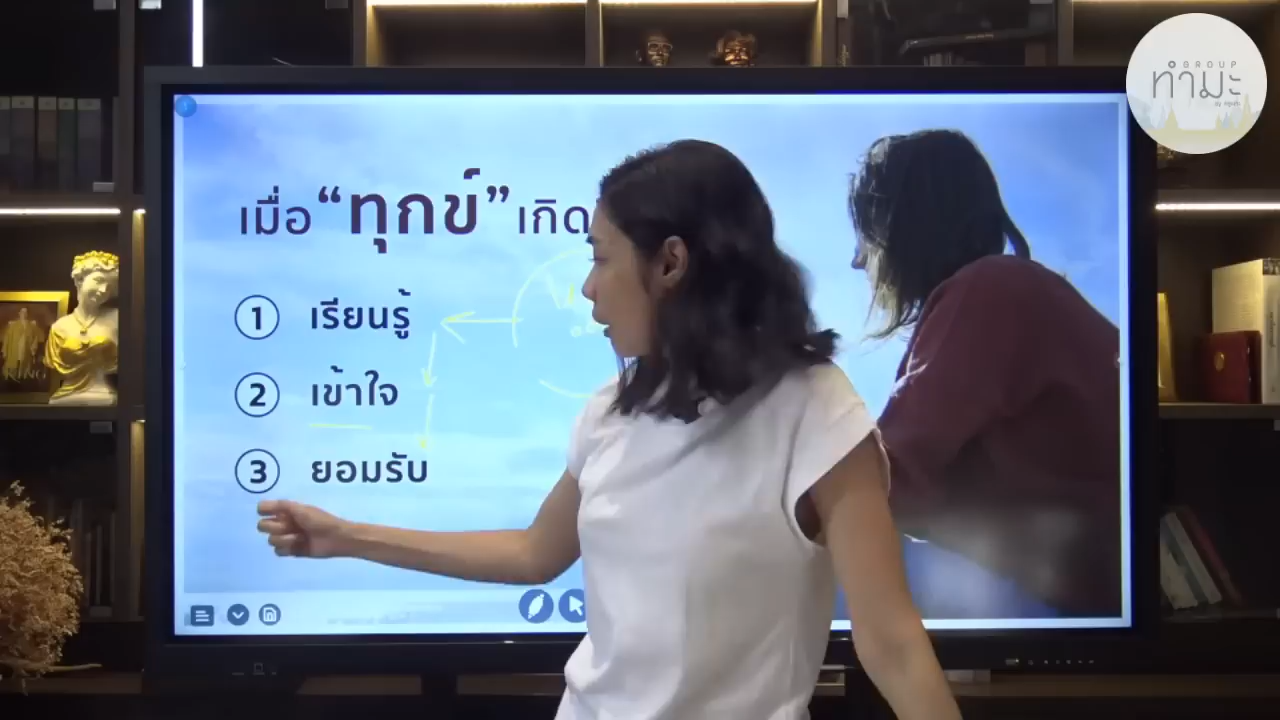 GROUP
ทำมะ
เมื่อ “ทุกข์” เกิด
1 เรียนรู้
2 เข้าใจ
3 ยอมรับ
KING